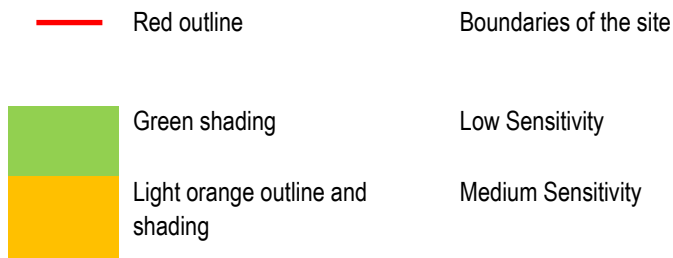 Red outline Boundaries of the site
Green shading Low Sensitivity
Light orange outline and Medium Sensitivity
shading